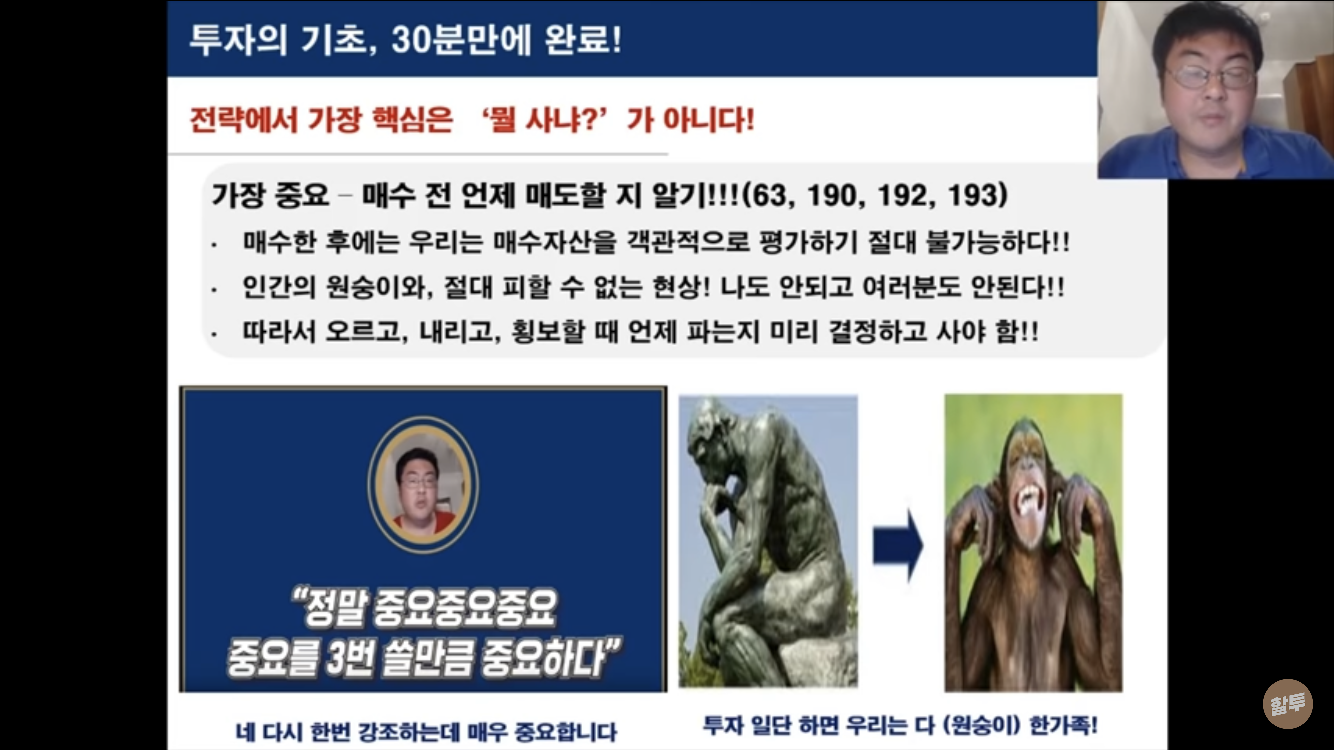 투자의 기초, 30분만에 완료!
전략에서 가장 핵심은 ‘뭘 사냐?’ 가 아니다!
가장 중요 – 매수 전 언제 매도할 지 알기!!!(63, 190, 192, 193)
· 매수한 후에는 우리는 매수자산을 객관적으로 평가하기 절대 불가능하다!!
· 인간의 원숭이와, 절대 피할 수 없는 현상! 나도 안되고 여러분도 안된다!!
· 따라서 오르고, 내리고, 횡보할 때 언제 파는지 미리 결정하고 사야 함!!
“정말 중요중요중요
중요를 3번 쓸만큼 중요하다”
네 다시 한번 강조하는데 매우 중요합니다
투자 일단 하면 우리는 다 (원숭이) 한가족!
할투